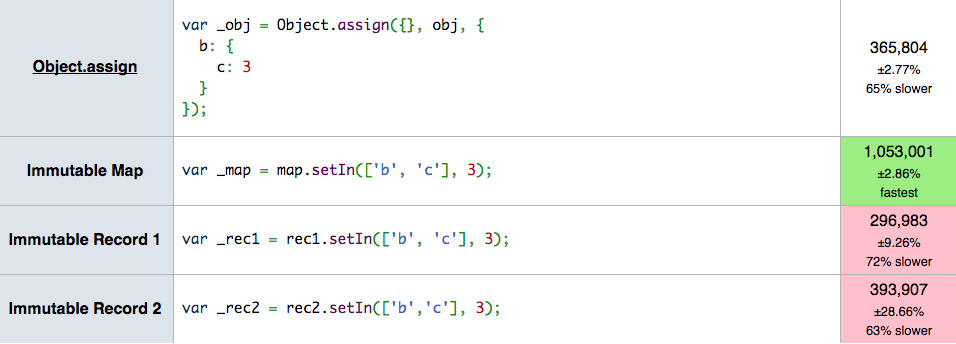 Object.assign
var _obj = Object.assign({}, obj, {
  b: {
    c: 3
  }
});
365,804
±2.77%
65% slower
Immutable Map
var _map = map.setIn(['b', 'c'], 3);
1,053,001
±2.86%
fastest
Immutable Record 1
var _rec1 = rec1.setIn(['b', 'c'], 3);
296,983
±9.26%
72% slower
Immutable Record 2
var _rec2 = rec2.setIn(['b','c'], 3);
393,907
±28.66%
63% slower